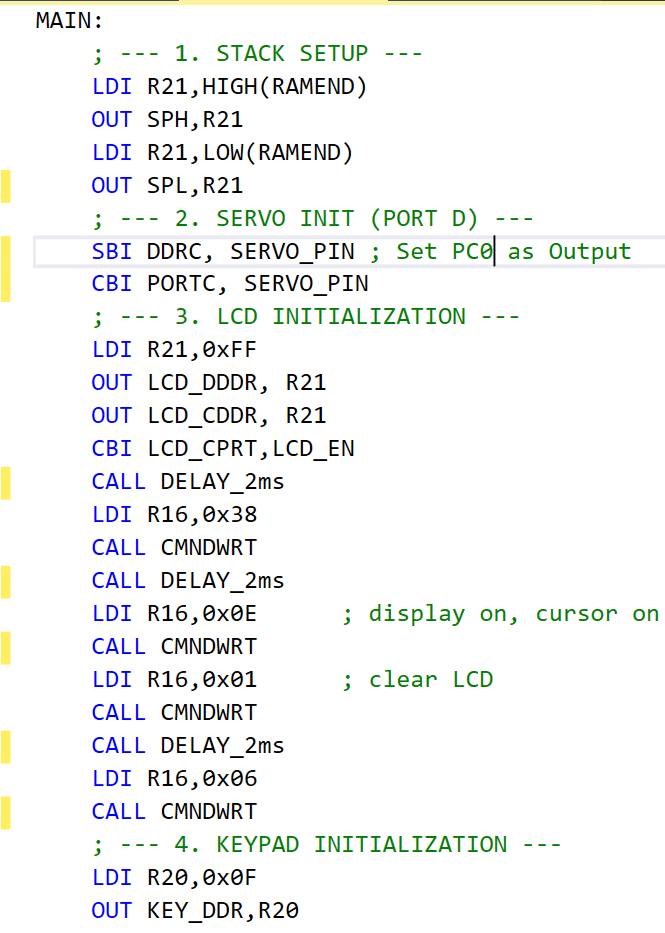 MAIN:
; --- 1. STACK SETUP ---
LDI R21,HIGH(RAMEND)
OUT SPH,R21
LDI R21,LOW(RAMEND)
OUT SPL,R21
; --- 2. SERVO INIT (PORT D) ---
SBI DDRC, SERVO_PIN ; Set PC0 as Output
CBI PORTC, SERVO_PIN
; --- 3. LCD INITIALIZATION ---
LDI R21,0xFF
OUT LCD_DDDR, R21
OUT LCD_CDDR, R21
CBI LCD_CPRT,LCD_EN
CALL DELAY_2ms
LDI R16,0x38
CALL CMNDWRT
CALL DELAY_2ms
LDI R16,0x0E ; display on, cursor on
CALL CMNDWRT
LDI R16,0x01 ; clear LCD
CALL CMNDWRT
CALL DELAY_2ms
LDI R16,0x06
CALL CMNDWRT
; --- 4. KEYPAD INITIALIZATION ---
LDI R20,0x0F
OUT KEY_DDR,R20